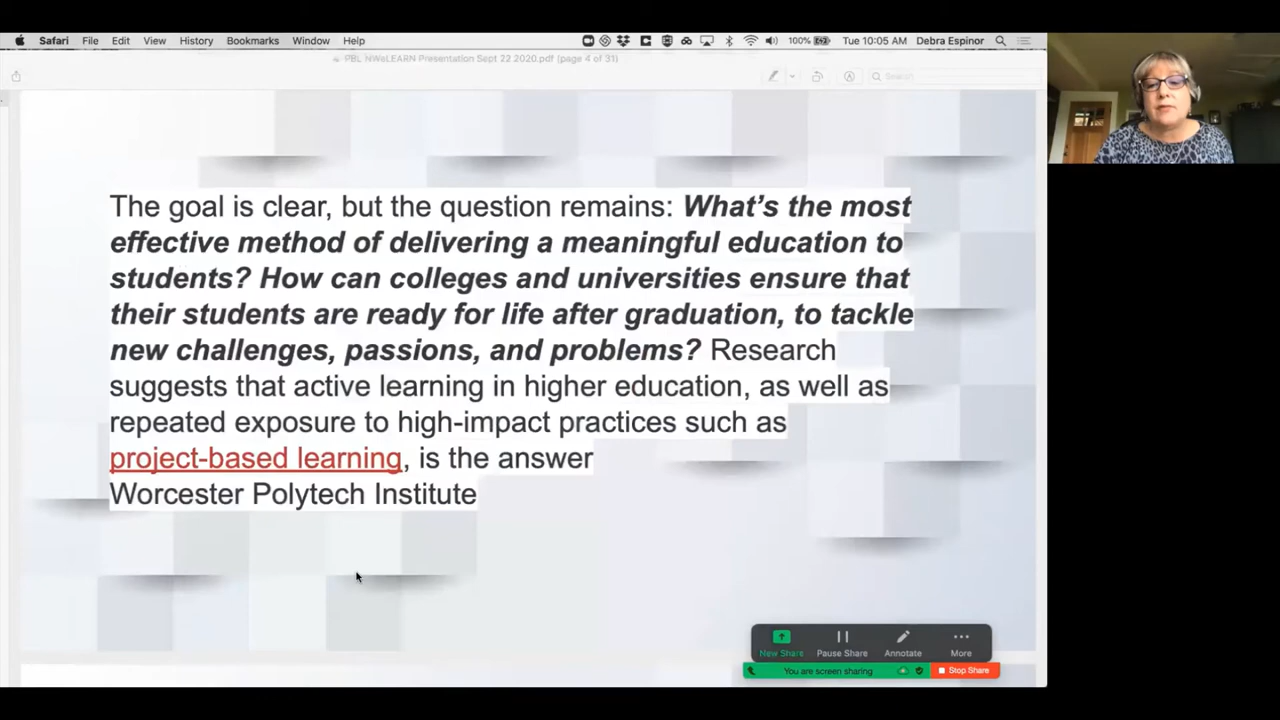 Safari File Edit View History Bookmarks Window Help 100% Tue 10:05 AM Debra Espinor
PBL NWeLEARN Presentation Sept 22.2020.pdf (page 4 of 31)
Search
The goal is clear, but the question remains: What's the most
effective method of delivering a meaningful education to
students? How can colleges and universities ensure that
their students are ready for life after graduation, to tackle
new challenges, passions, and problems? Research
suggests that active learning in higher education, as well as
repeated exposure to high-impact practices such as
project-based learning, is the answer
Worcester Polytech Institute
New Share Pause Share Annotate More
You are screen sharing Stop Share